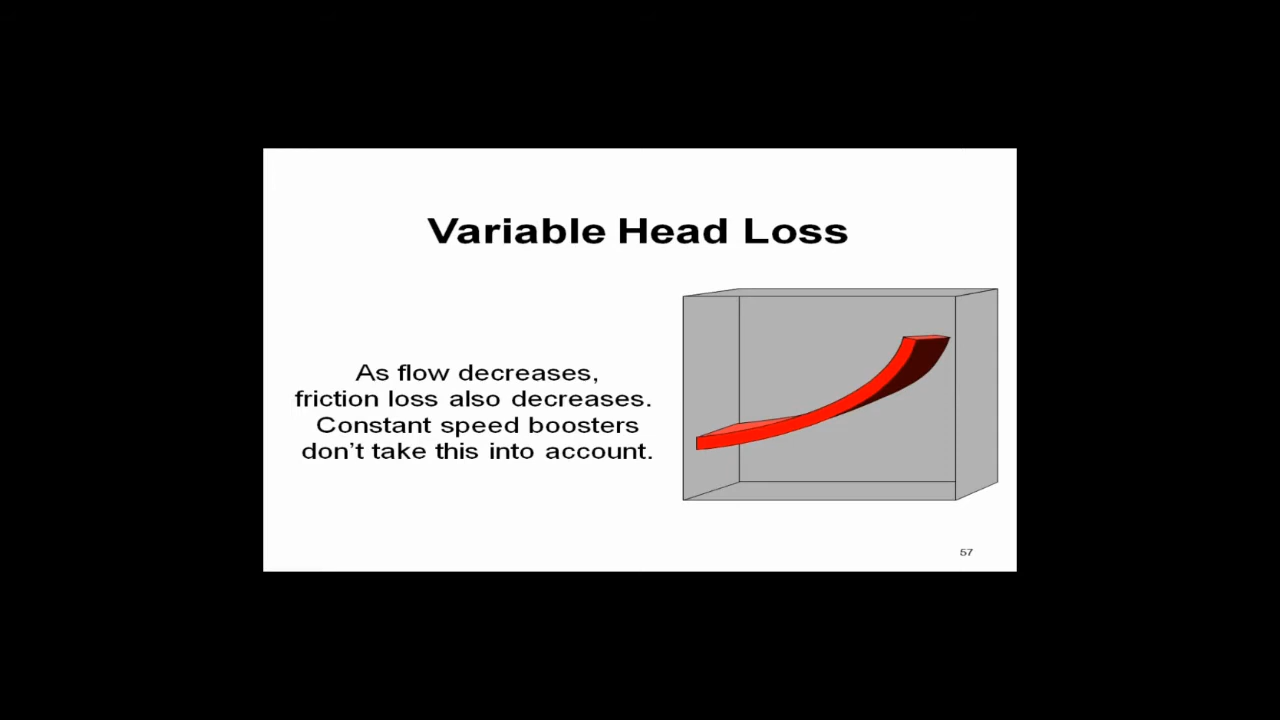 Variable Head Loss
As flow decreases,
friction loss also decreases.
Constant speed boosters
don't take this into account.
57